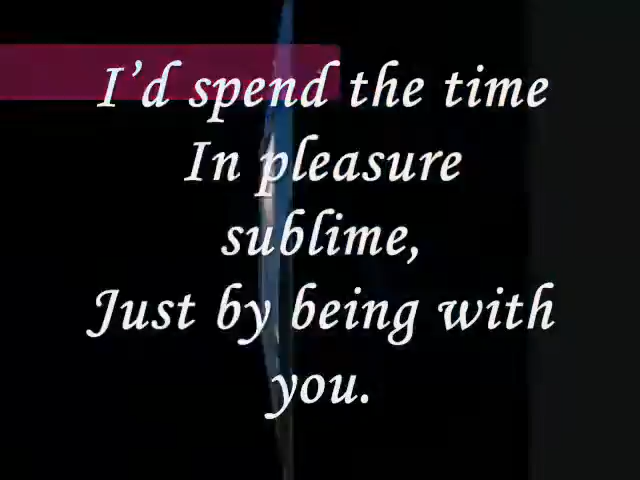 I’d spend the time
In pleasure
sublime,
Just by being with
you.